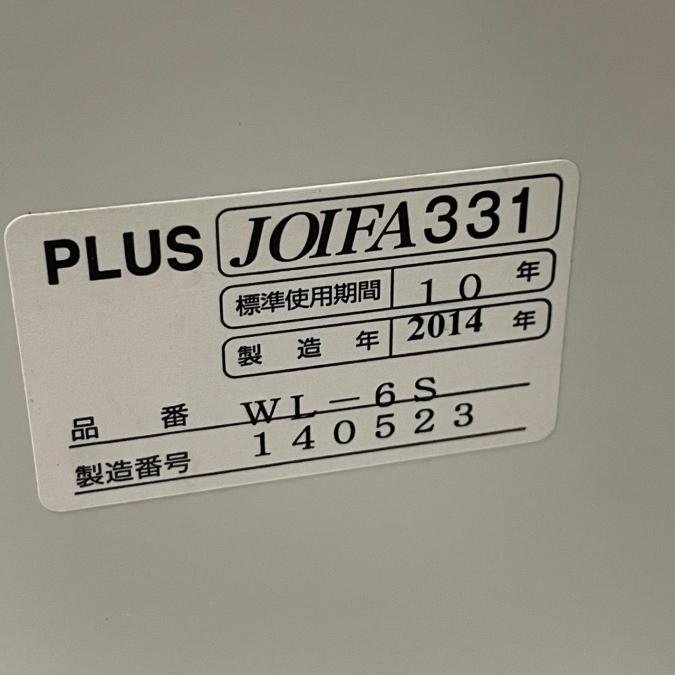 PLUS JOIFA331
標準使用期間 10 年
製造年 2014 年
品番 WL-6S
製造番号 140523